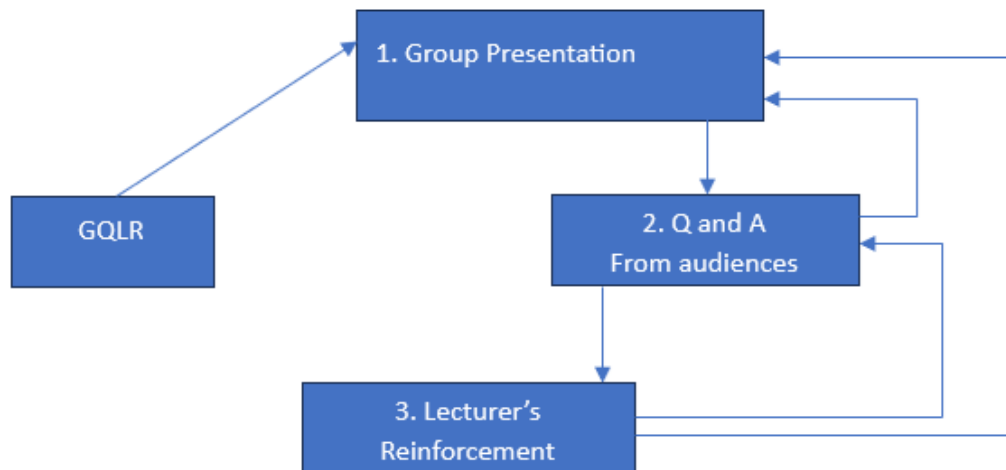 1. Group Presentation
GQLR
2. Q and A
From audiences
3. Lecturer’s
Reinforcement